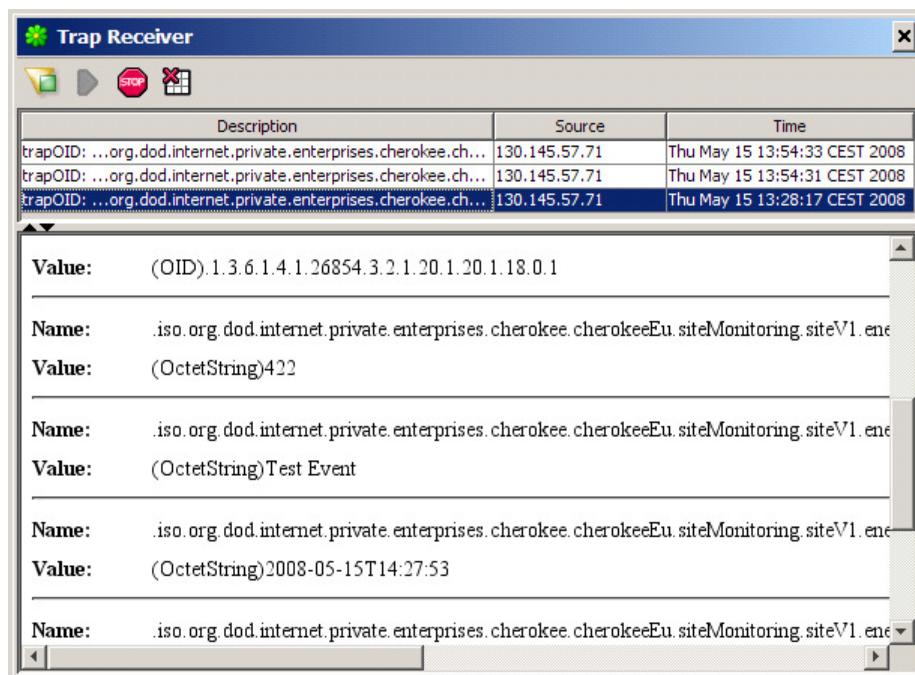 Trap Receiver
STOP
Description Source Time
trapOID: ...org.dod.internet.private.enterprises.cherokee.ch... 130.145.57.71 Thu May 15 13:54:33 CEST 2008
trapOID: ...org.dod.internet.private.enterprises.cherokee.ch... 130.145.57.71 Thu May 15 13:54:31 CEST 2008
trapOID: ...org.dod.internet.private.enterprises.cherokee.ch... 130.145.57.71 Thu May 15 13:28:17 CEST 2008
Value: (OID).1.3.6.1.4.1.26854.3.2.1.20.1.20.1.18.0.1
Name: .iso.org.dod.internet.private.enterprises.cherokee.cherokeeEu.siteMonitoring.siteV1.ene
Value: (OctetString)422
Name: .iso.org.dod.internet.private.enterprises.cherokee.cherokeeEu.siteMonitoring.siteV1.ene
Value: (OctetString)Test Event
Name: .iso.org.dod.internet.private.enterprises.cherokee.cherokeeEu.siteMonitoring.siteV1.ene
Value: (OctetString)2008-05-15T14:27:53
Name: .iso.org.dod.internet.private.enterprises.cherokee.cherokeeEu.siteMonitoring.siteV1.ene